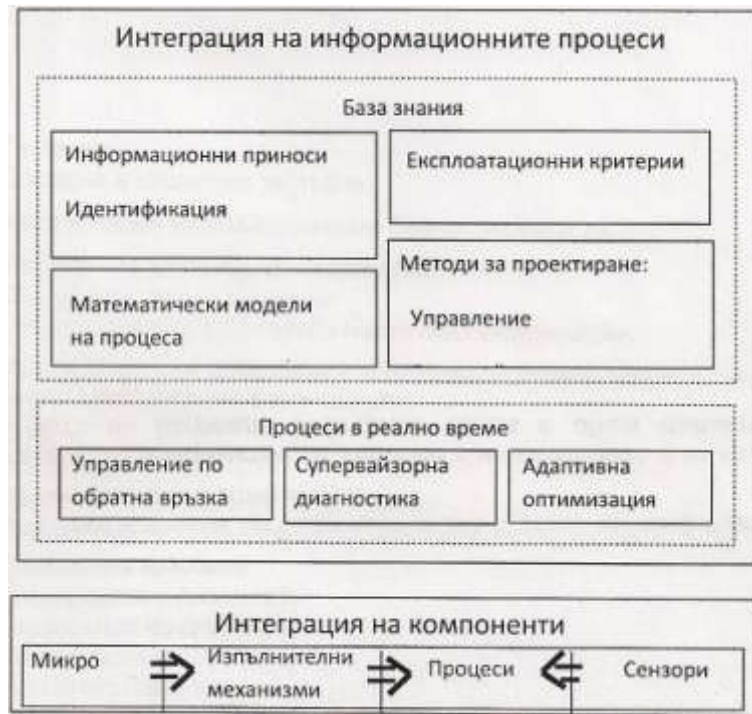 Интеграция на информационните процеси
База знания
Информационни приноси
Идентификация
Експлоатационни критерии
Математически модели
на процеса
Методи за проектиране:
Управление
Процеси в реално време
Управление по
обратна връзка
Супервайзорна
диагностика
Адаптивна
оптимизация
Интеграция на компоненти
Микро
Изпълнителни
механизми
Процеси
Сензори